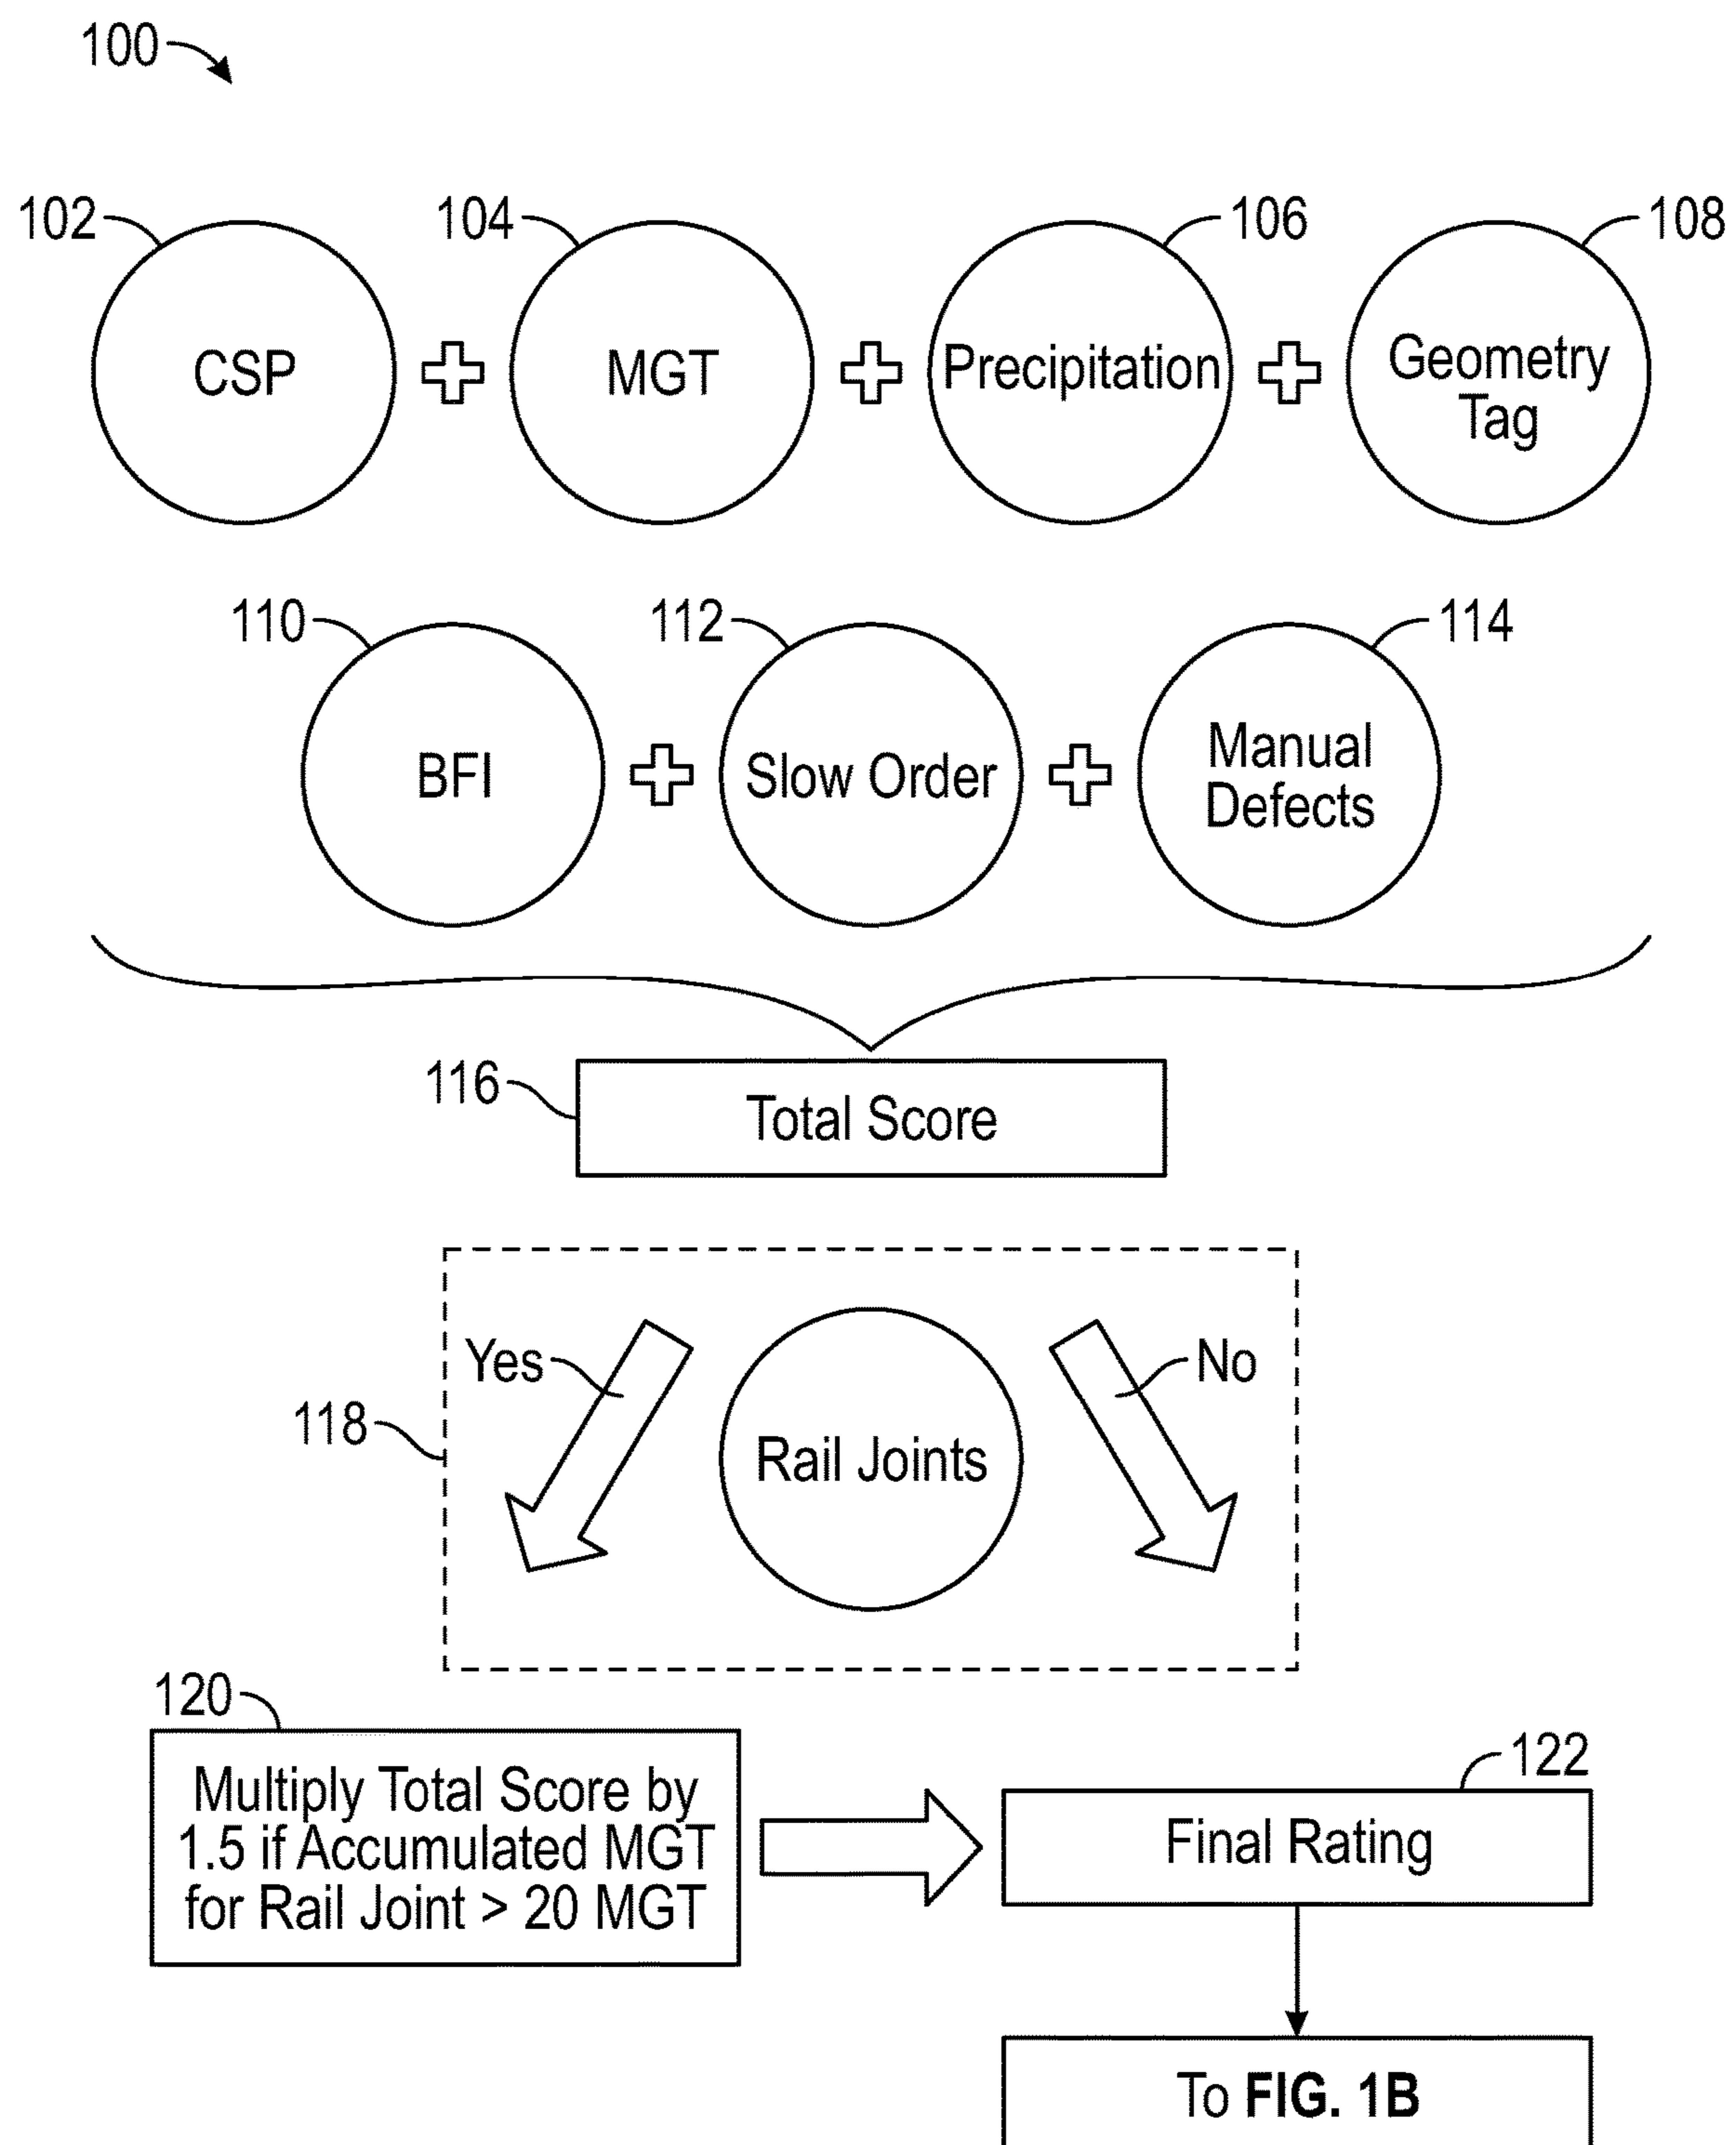 100
102
104
106
108
CSP
MGT
Precipitation
Geometry
Tag
110
112
114
BFI
Slow Order
Manual
Defects
116
Total Score
Yes
No
118
Rail Joints
120
Multiply Total Score by
1.5 if Accumulated MGT
for Rail Joint > 20 MGT
122
Final Rating
To FIG. 1B